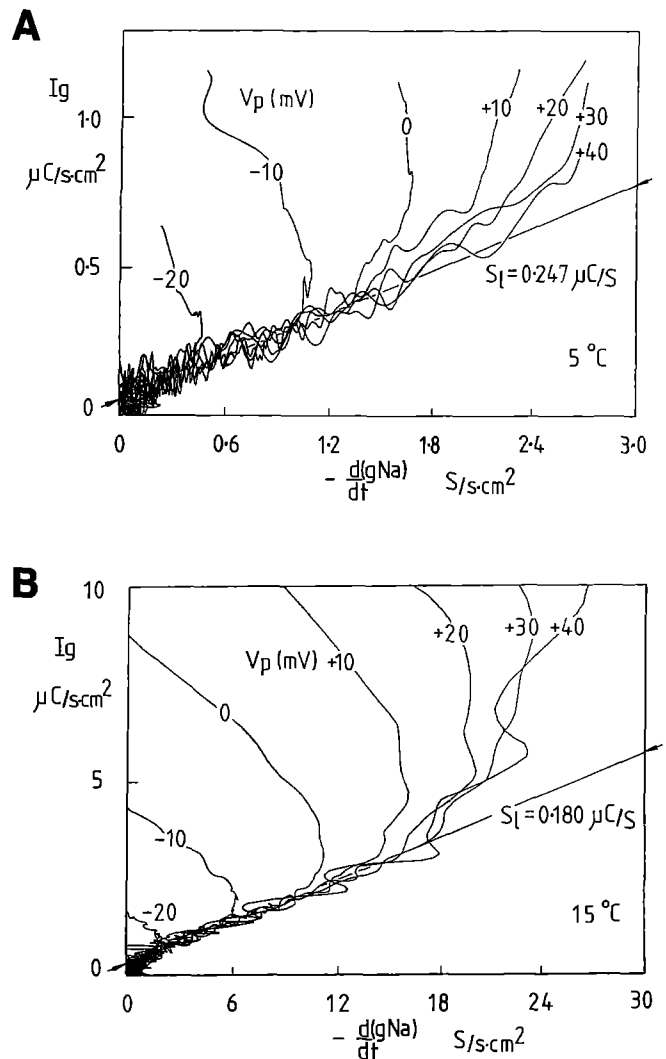 A
Ig
μC/s·cm²
Vp (mV)
1·0
0·5
0
-20
-10
0
+10
+20
+30
+40
Sl=0·247 μC/S
5 °C
0 0·6 1·2 1·8 2·4 3·0
- d(gNa)/dt S/s·cm²
B
Ig
μC/s·cm²
10
5
0
Vp (mV)
-20
-10
0
+10
+20
+30
+40
Sl=0·180 μC/S
15 °C
0 6 12 18 24 30
- d(gNa)/dt S/s·cm²